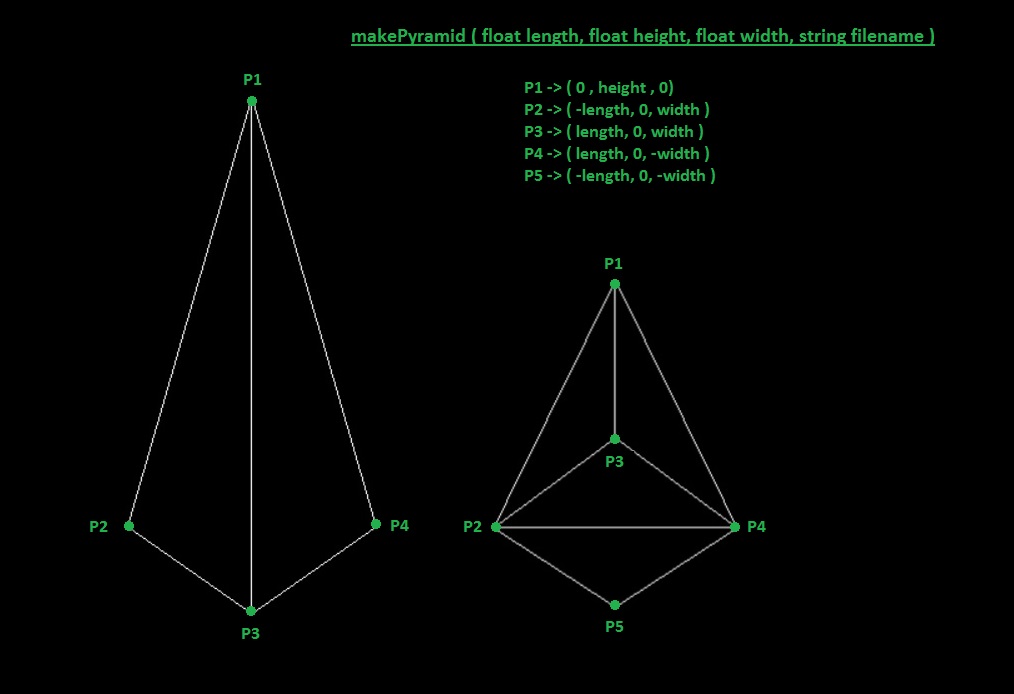 makePyramid ( float length, float height, float width, string filename )
P1
P1 -> ( 0 , height , 0)
P2 -> ( -length, 0, width )
P3 -> ( length, 0, width )
P4 -> ( length, 0, -width )
P5 -> ( -length, 0, -width )
P1
P3
P2
P4
P2
P4
P5
P3